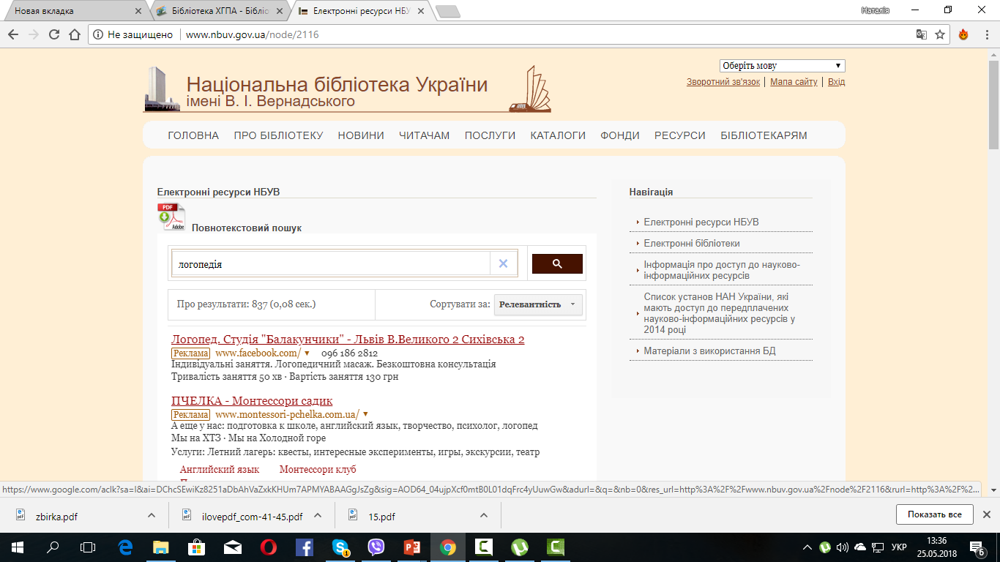 Новая вкладка
Бібліотека ХГПА - Бібліо
Електронні ресурси НБУ
Наталія
Не защищено
www.nbuv.gov.ua/node/2116
Оберіть мову
Зворотний зв'язок | Мапа сайту | Вхід
Національна бібліотека України
імені В. І. Вернадського
ГОЛОВНА ПРО БІБЛІОТЕКУ НОВИНИ ЧИТАЧАМ ПОСЛУГИ КАТАЛОГИ ФОНДИ РЕСУРСИ БІБЛІОТЕКАРЯМ
Електронні ресурси НБУВ
PDF
Adobe
Повнотекстовий пошук
логопедія
Про результати: 837 (0,08 сек.)
Сортувати за: Релевантність
Логопед. Студія "Балакунчики" - Львів В.Великого 2 Сихівська 2
Реклама www.facebook.com/ 096 186 2812
Індивідуальні заняття. Логопедичний масаж. Безкоштовна консультація
Тривалість заняття 50 хв · Вартість заняття 130 грн
ПЧЕЛКА - Монтессори садик
Реклама www.montessori-pchelka.com.ua/
А еще у нас: подготовка к школе, английский язык, творчество, психолог, логопед
Мы на ХТЗ · Мы на Холодной горе
Услуги: Летний лагерь: квесты, интересные эксперименты, игры, экскурсии, театр
Английский язык Монтессори клуб
Навігація
Електронні ресурси НБУВ
Електронні бібліотеки
Інформація про доступ до науково-
інформаційних ресурсів
Список установ НАН України, які
мають доступ до передплачених
науково-інформаційних ресурсів у
2014 році
Матеріали з використання БД
https://www.google.com/aclk?sa=l&ai=DChcSEwiKz8251aDbAhVaZxkKHUm7APMYABAAGgJsZg&sig=AOD64_04ujpXcf0mtB0L01dqFrc4yUuwGw&adurl=&q=&nb=0&res_url=http%3A%2F%2Fwww.nbuv.gov.ua%2Fnode%2F2116&rurl=http%3A%2F%2...
zbirka.pdf
ilovepdf_com-41-45.pdf
15.pdf
Показать все
УКР
13:36
25.05.2018
6
1